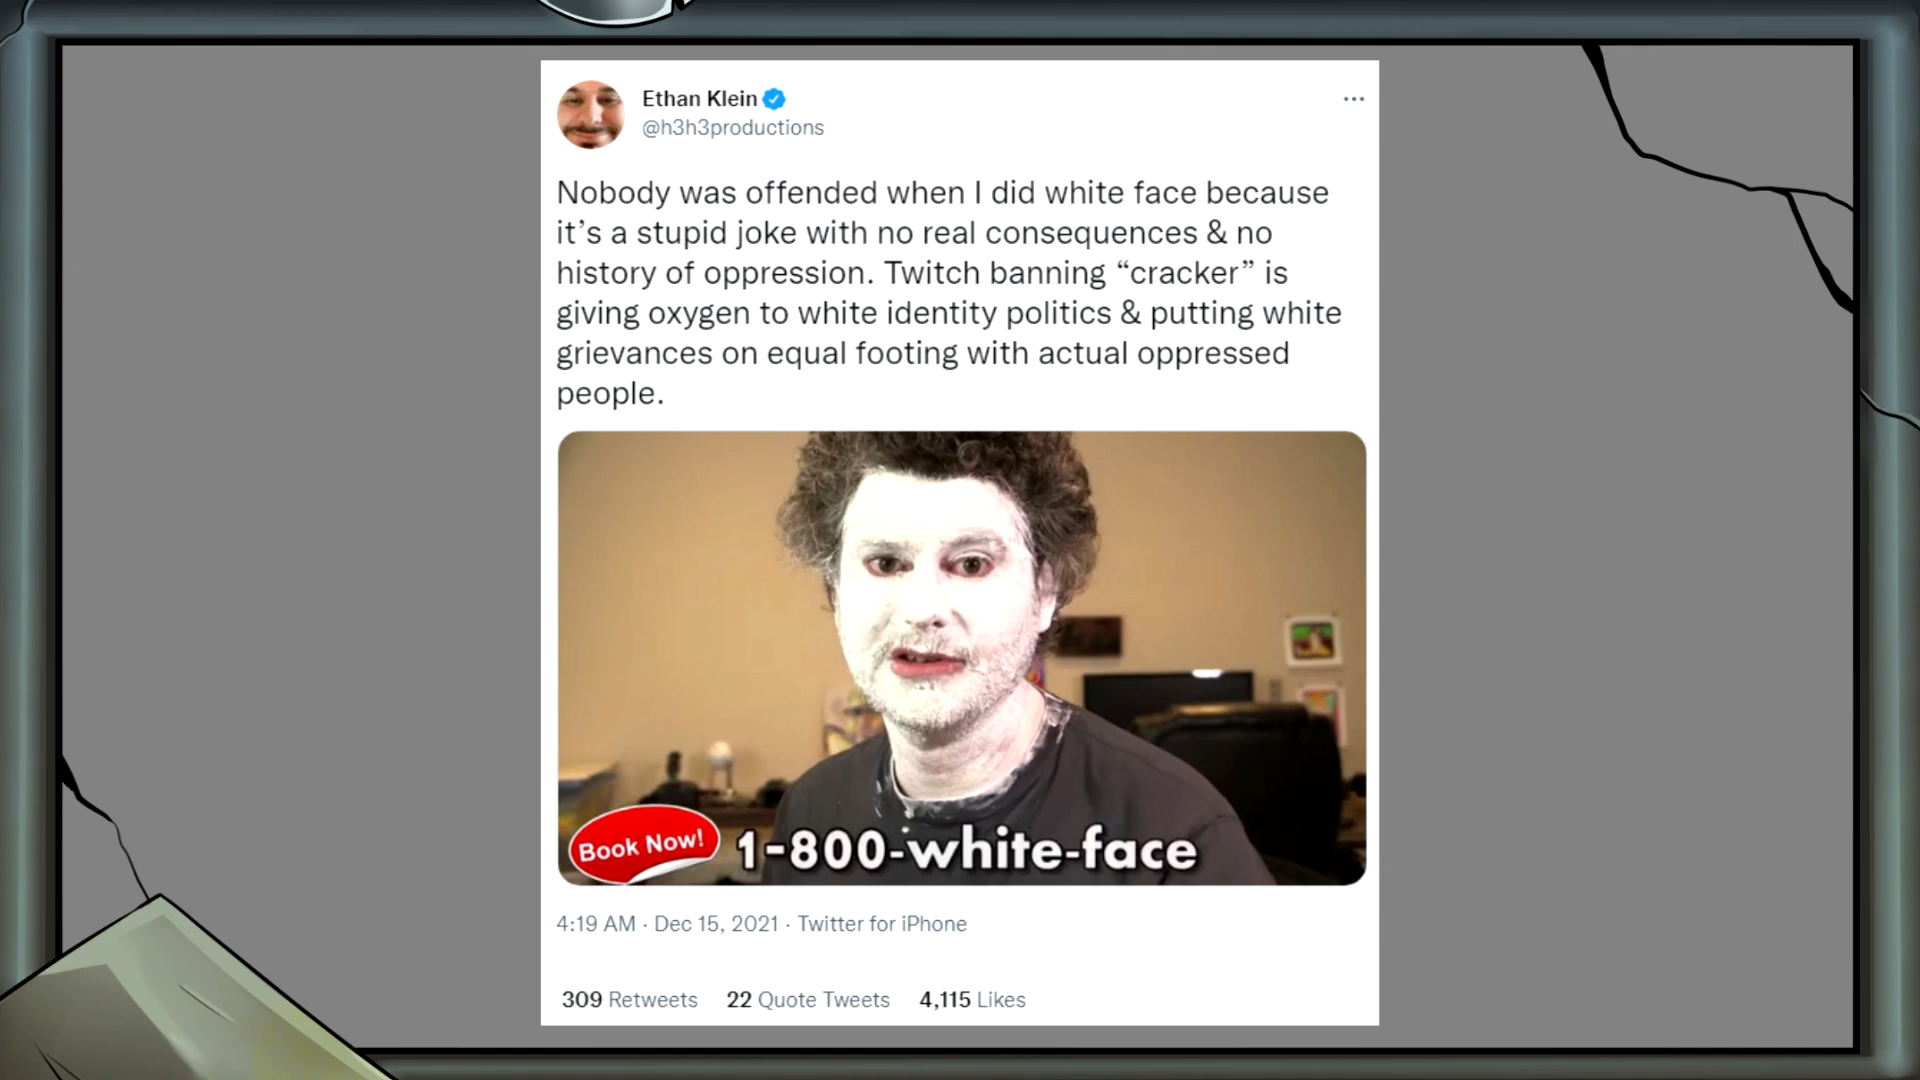 Ethan Klein
@h3h3productions
Nobody was offended when I did white face because
it’s a stupid joke with no real consequences & no
history of oppression. Twitch banning “cracker” is
giving oxygen to white identity politics & putting white
grievances on equal footing with actual oppressed
people.
Book Now! 1-800-white-face
4:19 AM · Dec 15, 2021 · Twitter for iPhone
309 Retweets 22 Quote Tweets 4,115 Likes